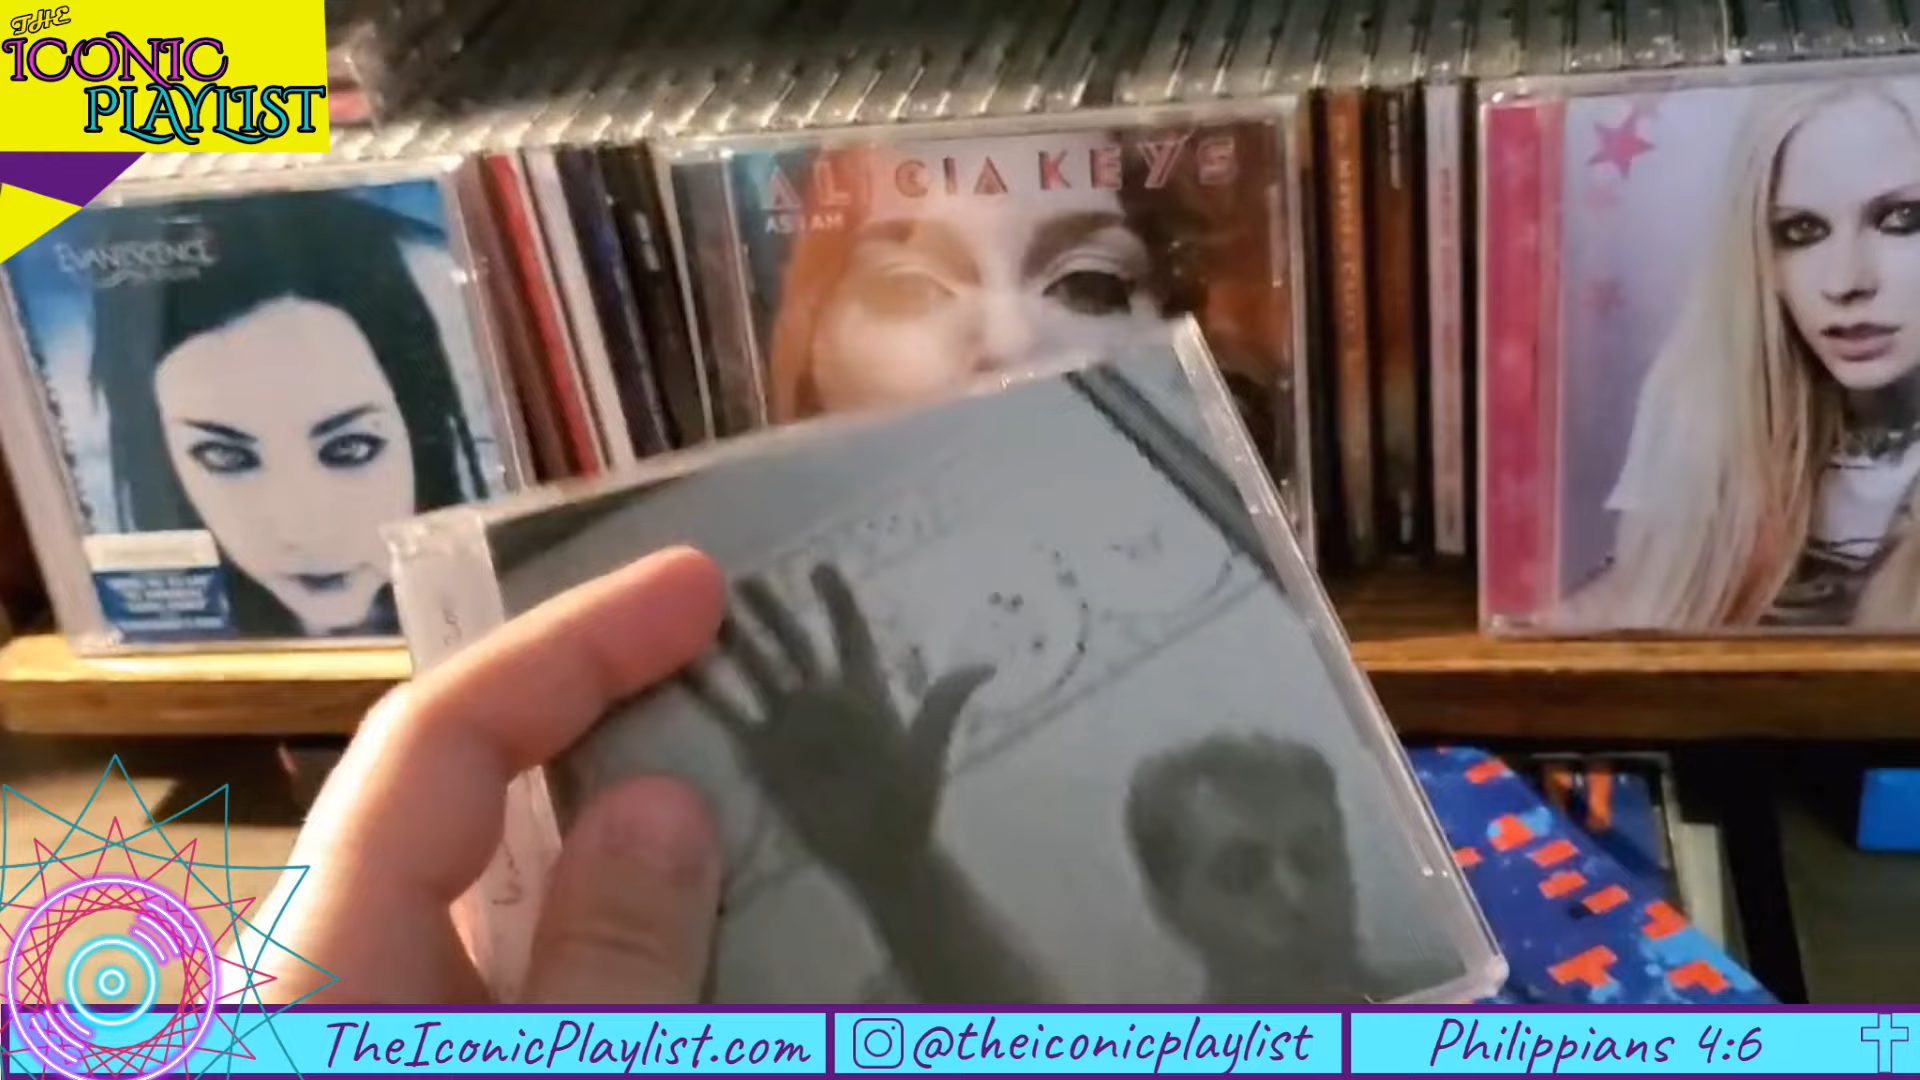 THE
ICONIC
PLAYLIST
EVANESCENCE
ALICIA KEYS
AS I AM
TheIconicPlaylist.com
@theiconicplaylist
Philippians 4:6